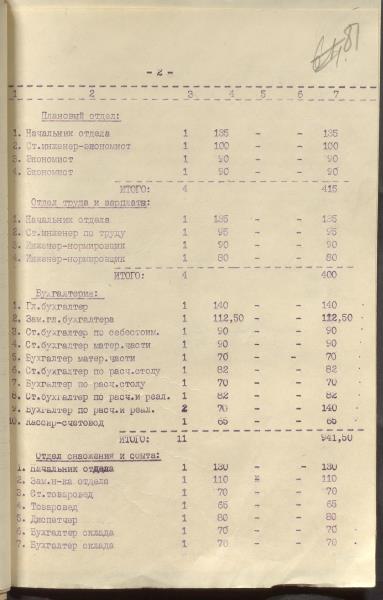 - 2 -
1 2 3 4 5 6 7
Плановый отдел:
1. Начальник отдела 1 135 - - 135
2. Ст.инженер-экономист 1 100 - - 100
3. Экономист 1 90 - - 90
4. Экономист 1 90 - - 90
ИТОГО: 4 415
Отдел труда и зарплаты:
1. Начальник отдела 1 135 - - 135
2. Ст.инженер по труду 1 95 - - 95
3. Инженер-нормировщик 1 90 - - 90
4. Инженер-нормировщик 1 80 - - 80
ИТОГО: 4 400
Бухгалтерия:
1. Гл.бухгалтер 1 140 - - 140
2. Зам.гл.бухгалтера 1 112,50 - - 112,50
3. Ст.бухгалтер по себестоим. 1 90 - - 90
4. Ст.бухгалтер матер.части 1 90 - - 90
5. Бухгалтер матер.части 1 70 - - 70
6. Ст.бухгалтер по расч.столу 1 82 - - 82
7. Бухгалтер по расч.столу 1 70 - - 70
8. Ст.бухгалтер по расч.и реал. 1 82 - - 82
9. Бухгалтер по расч.и реал. 2 70 - - 140
10. Кассир-счетовод 1 65 - - 65
ИТОГО: 11 941,50
Отдел снабжения и сбыта:
1. Начальник отдела 1 130 - - 130
2. Зам.н-ка отдела 1 110 - - 110
3. Ст.товаровед 1 70 - - 70
4. Товаровед 1 65 - - 65
5. Диспетчер 1 80 - - 80
6. Бухгалтер склада 1 70 - - 70
7. Бухгалтер склада 1 70 - - 70